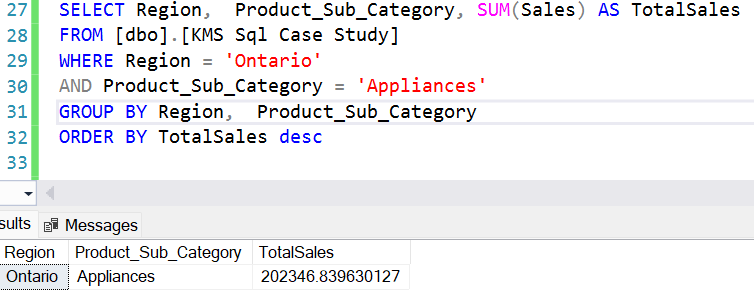 27 SELECT Region,  Product_Sub_Category, SUM(Sales) AS TotalSales
28 FROM [dbo].[KMS Sql Case Study]
29 WHERE Region = 'Ontario'
30 AND Product_Sub_Category = 'Appliances'
31 GROUP BY Region,  Product_Sub_Category
32 ORDER BY TotalSales desc
33
sults Messages
Region Product_Sub_Category TotalSales
Ontario Appliances 202346.839630127